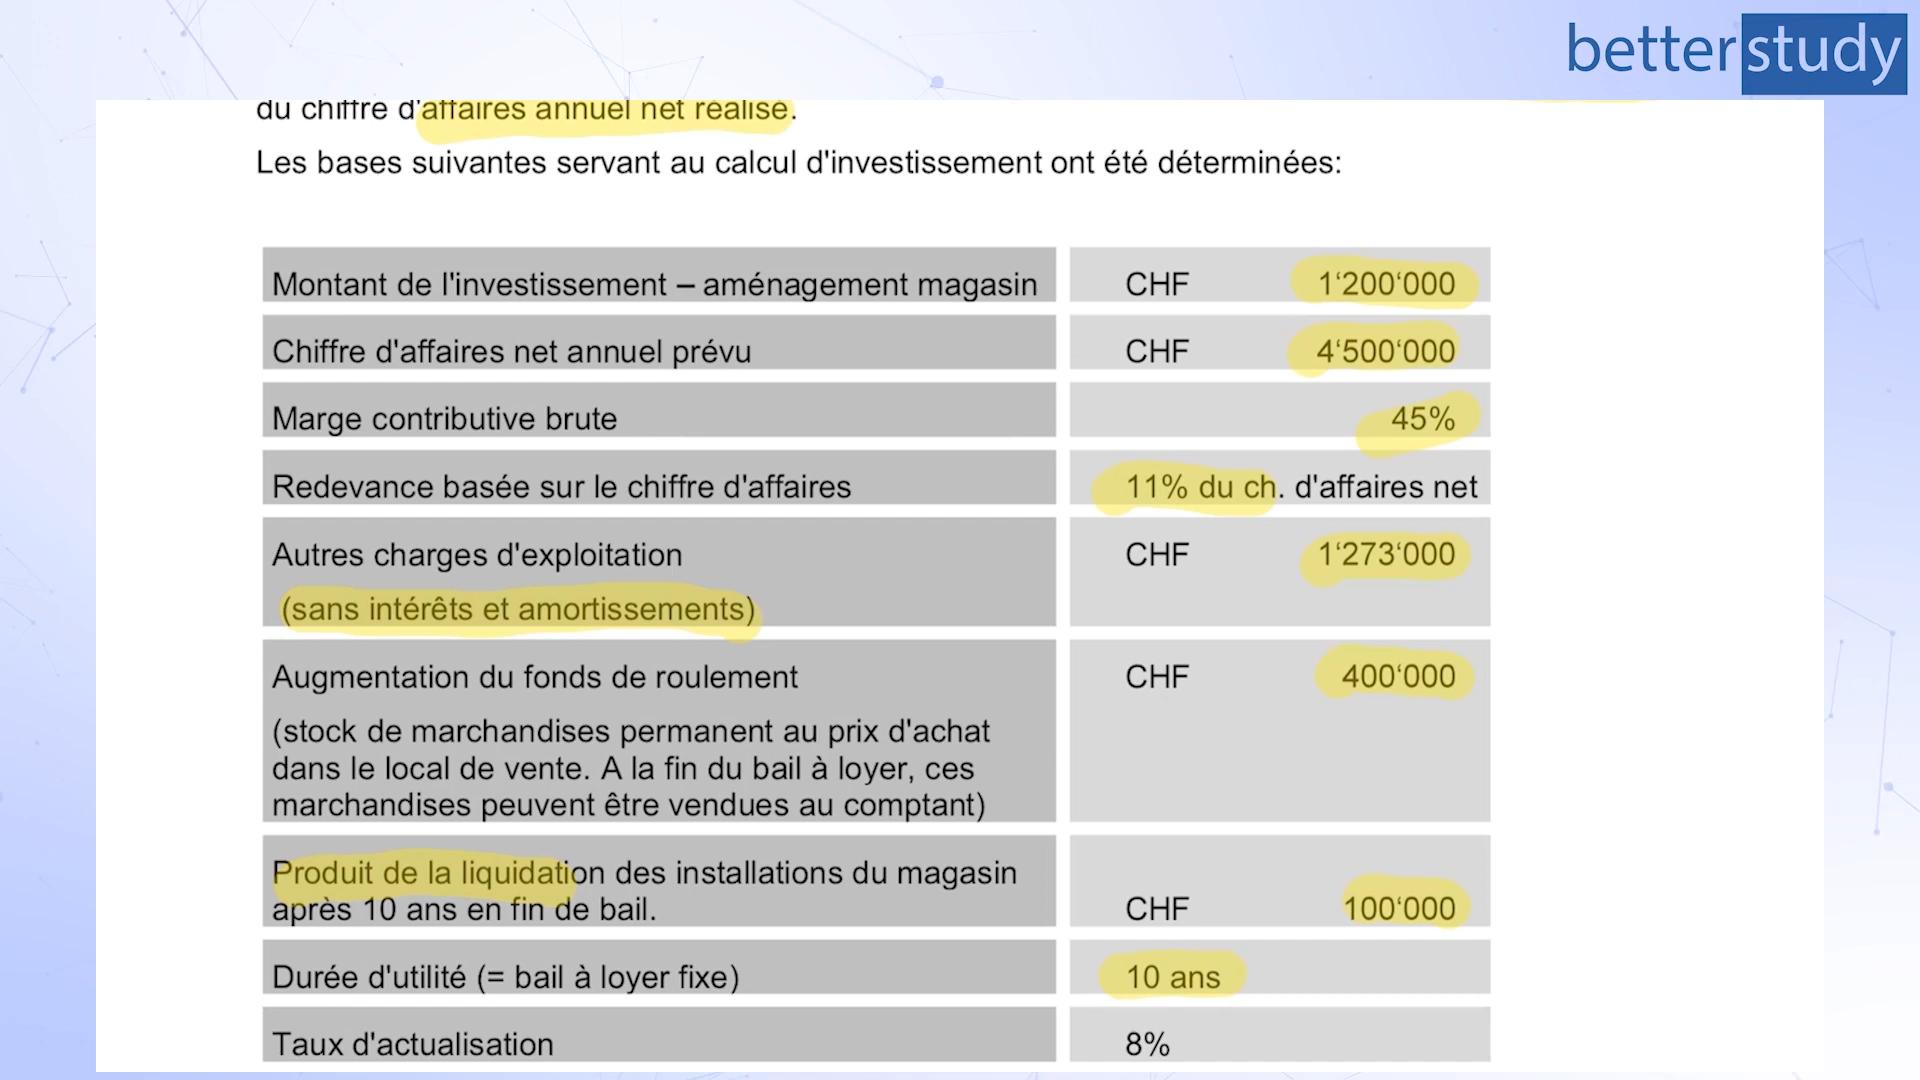 betterstudy
du chiffre d'affaires annuel net réalisé.
Les bases suivantes servant au calcul d'investissement ont été déterminées:
Montant de l'investissement – aménagement magasin CHF 1‘200‘000
Chiffre d'affaires net annuel prévu CHF 4‘500‘000
Marge contributive brute 45%
Redevance basée sur le chiffre d'affaires 11% du ch. d'affaires net
Autres charges d'exploitation CHF 1‘273‘000
(sans intérêts et amortissements)
Augmentation du fonds de roulement CHF 400‘000
(stock de marchandises permanent au prix d'achat
dans le local de vente. A la fin du bail à loyer, ces
marchandises peuvent être vendues au comptant)
Produit de la liquidation des installations du magasin
après 10 ans en fin de bail. CHF 100‘000
Durée d'utilité (= bail à loyer fixe) 10 ans
Taux d'actualisation 8%